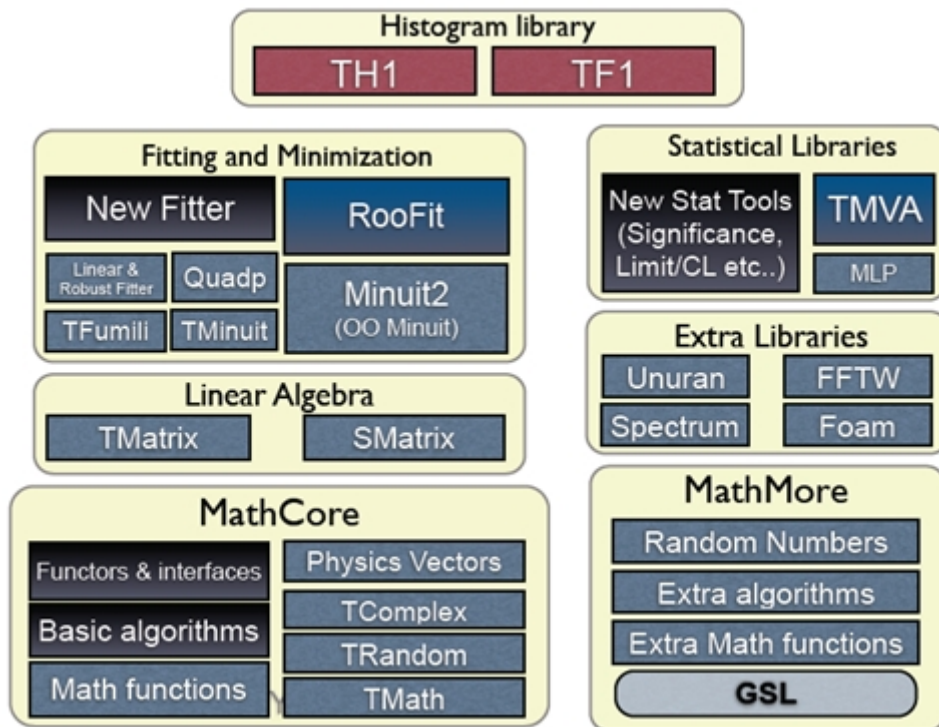 Histogram library
TH1
TF1
Fitting and Minimization
New Fitter
RooFit
Linear &
Robust Fitter
Quadp
Minuit2
(OO Minuit)
TFumili
TMinuit
Statistical Libraries
New Stat Tools
(Significance,
Limit/CL etc..)
TMVA
MLP
Extra Libraries
Unuran
FFTW
Spectrum
Foam
Linear Algebra
TMatrix
SMatrix
MathCore
Functors & interfaces
Basic algorithms
Math functions
Physics Vectors
TComplex
TRandom
TMath
MathMore
Random Numbers
Extra algorithms
Extra Math functions
GSL